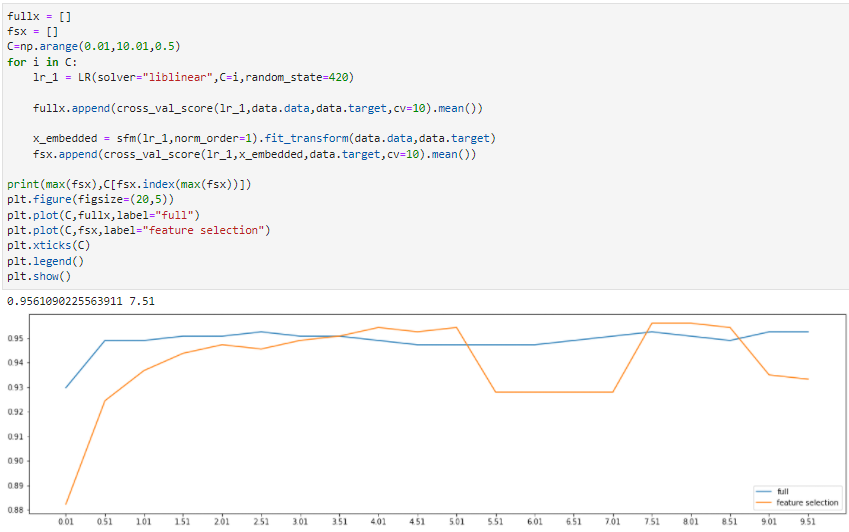 fullx = []
fsx = []
C=np.arange(0.01,10.01,0.5)
for i in C:
    lr_1 = LR(solver="liblinear",C=i,random_state=420)
    fullx.append(cross_val_score(lr_1,data.data,data.target,cv=10).mean())
    x_embedded = sfm(lr_1,norm_order=1).fit_transform(data.data,data.target)
    fsx.append(cross_val_score(lr_1,x_embedded,data.target,cv=10).mean())
print(max(fsx),C[fsx.index(max(fsx))])
plt.figure(figsize=(20,5))
plt.plot(C,fullx,label="full")
plt.plot(C,fsx,label="feature selection")
plt.xticks(C)
plt.legend()
plt.show()
0.9561090225563911 7.51
0.95
0.94
0.93
0.92
0.91
0.90
0.89
0.88
full
feature selection
0.01 0.51 1.01 1.51 2.01 2.51 3.01 3.51 4.01 4.51 5.01 5.51 6.01 6.51 7.01 7.51 8.01 8.51 9.01 9.51